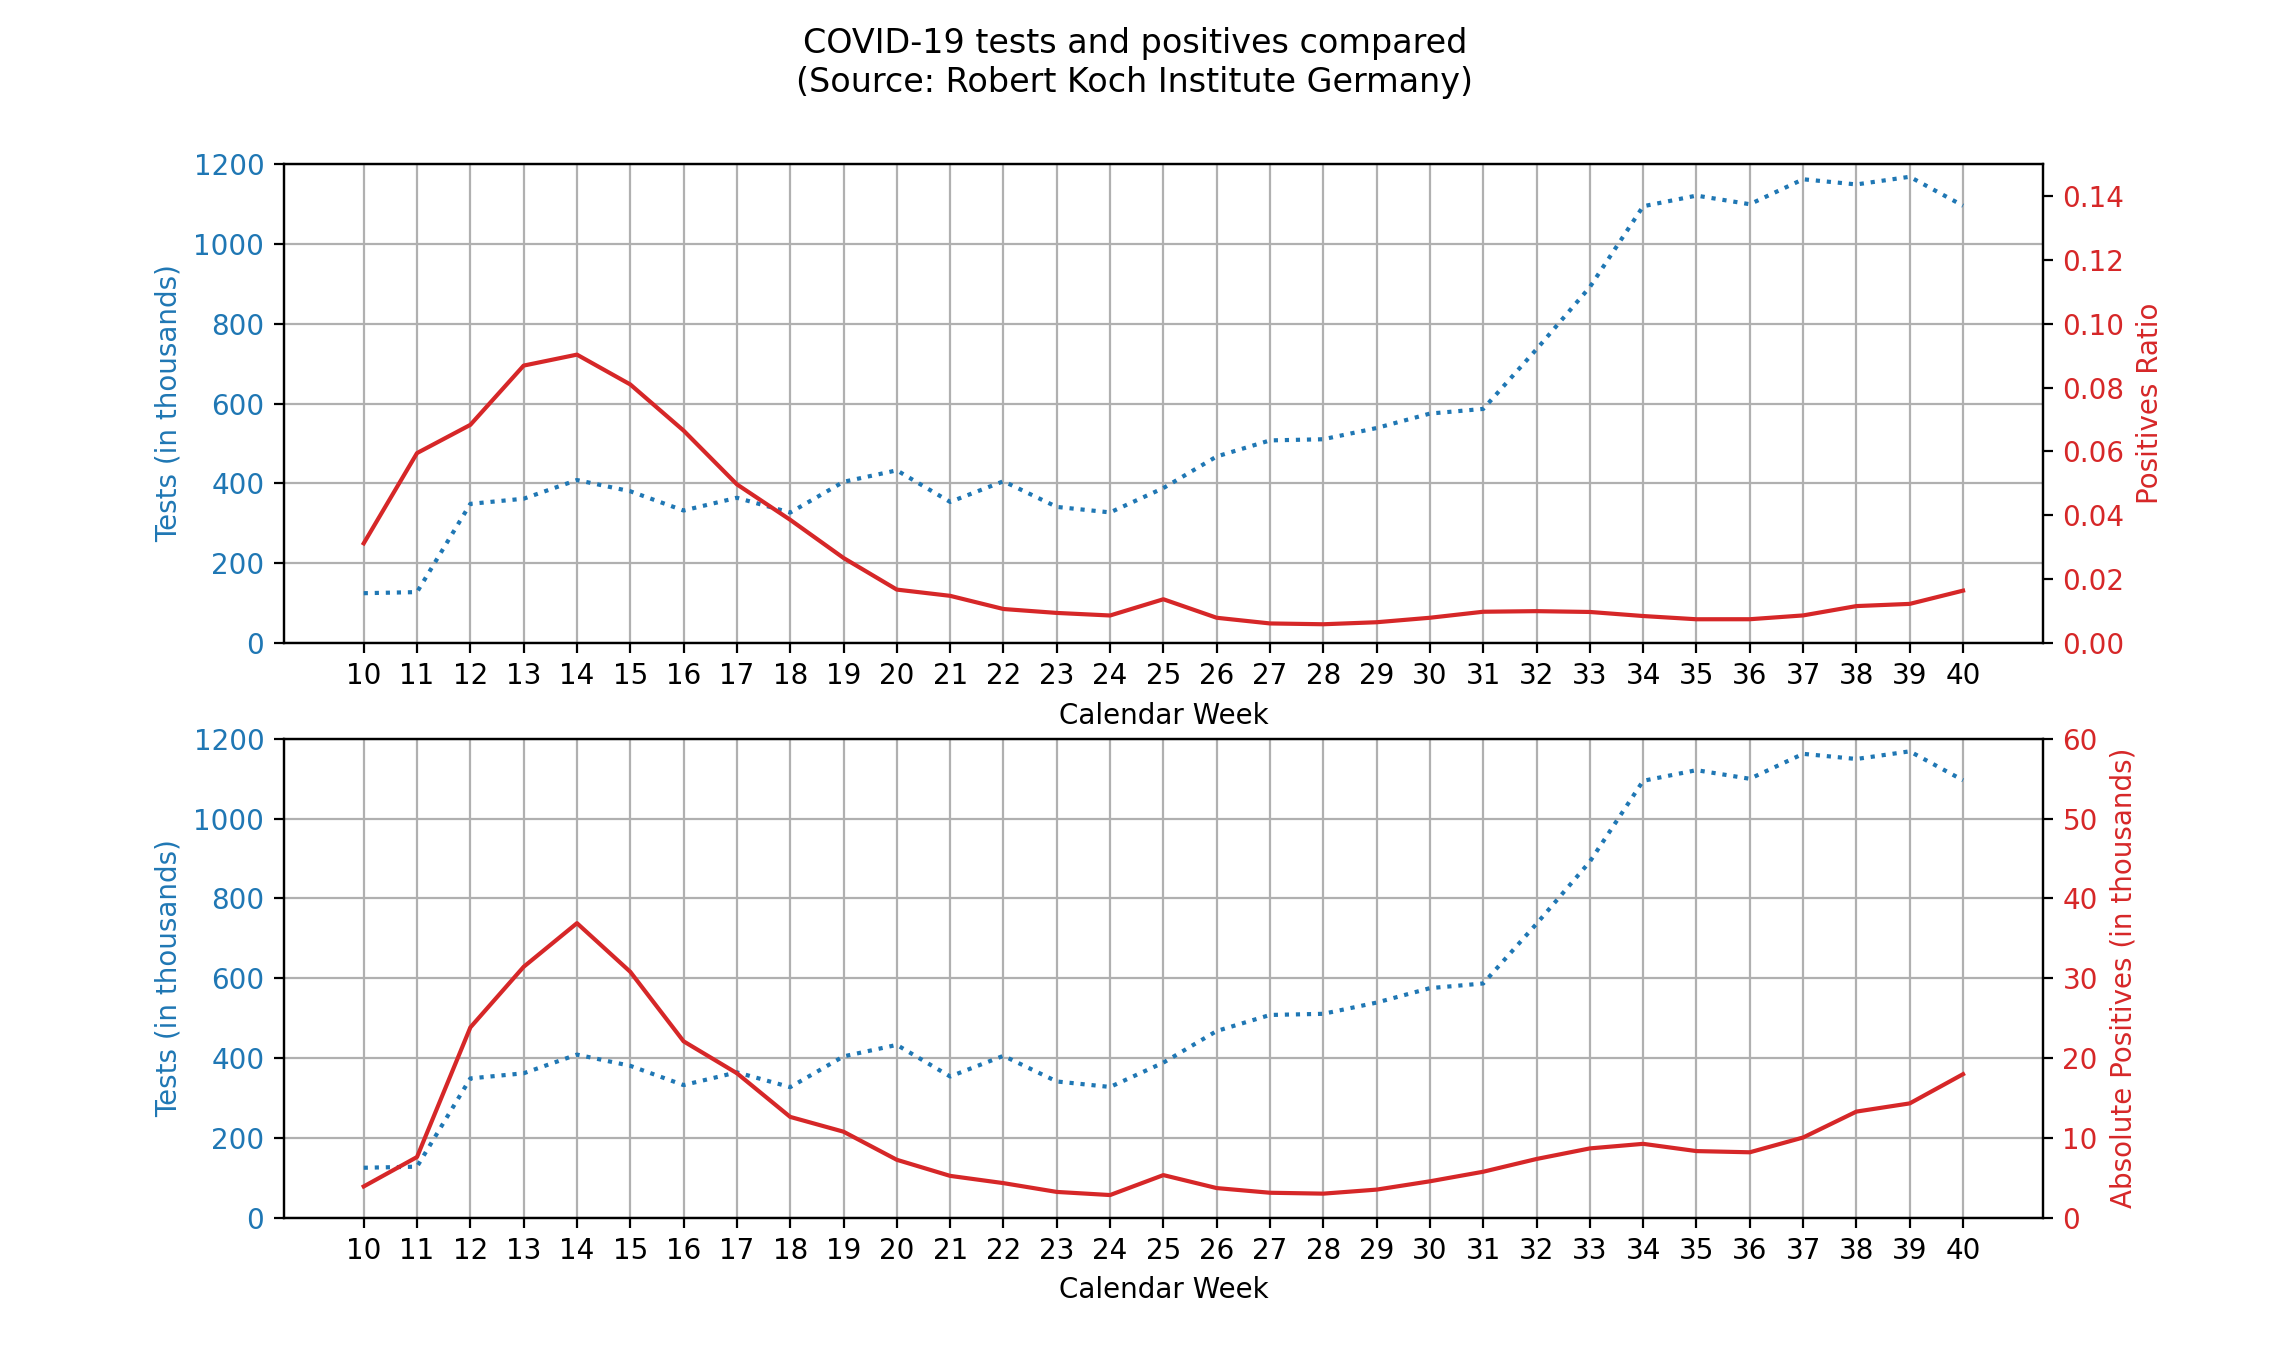 COVID-19 tests and positives compared
(Source: Robert Koch Institute Germany)
1200
1000
800
600
400
200
0
Tests (in thousands)
0.14
0.12
0.10
0.08
0.06
0.04
0.02
0.00
Positives Ratio
10 11 12 13 14 15 16 17 18 19 20 21 22 23 24 25 26 27 28 29 30 31 32 33 34 35 36 37 38 39 40
Calendar Week
1200
1000
800
600
400
200
0
Tests (in thousands)
60
50
40
30
20
10
0
Absolute Positives (in thousands)
10 11 12 13 14 15 16 17 18 19 20 21 22 23 24 25 26 27 28 29 30 31 32 33 34 35 36 37 38 39 40
Calendar Week